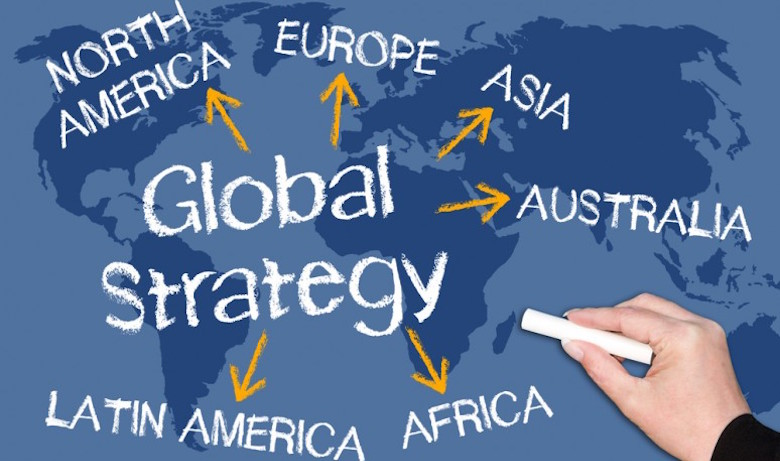 NORTH
AMERICA
EUROPE
ASIA
Global
Strategy
AUSTRALIA
LATIN AMERICA
AFRICA